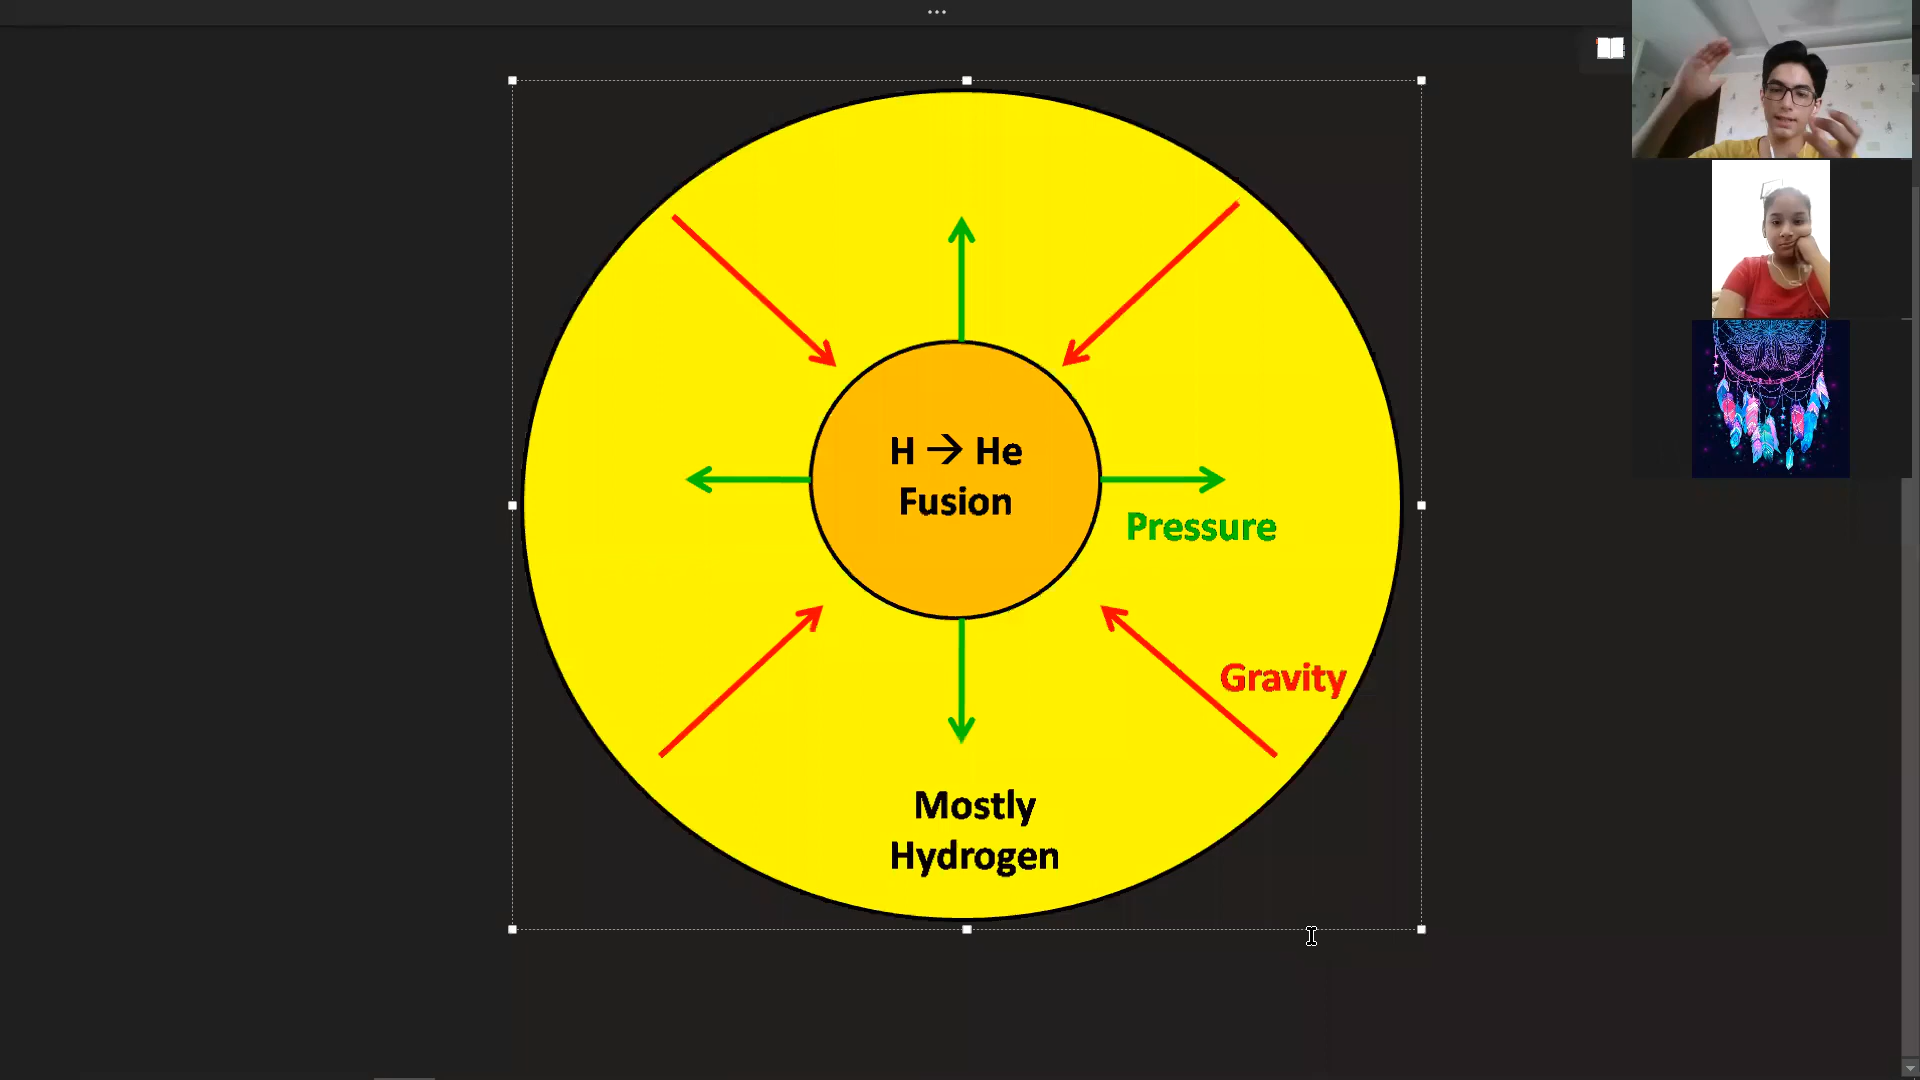 H → He
Fusion
Pressure
Gravity
Mostly
Hydrogen